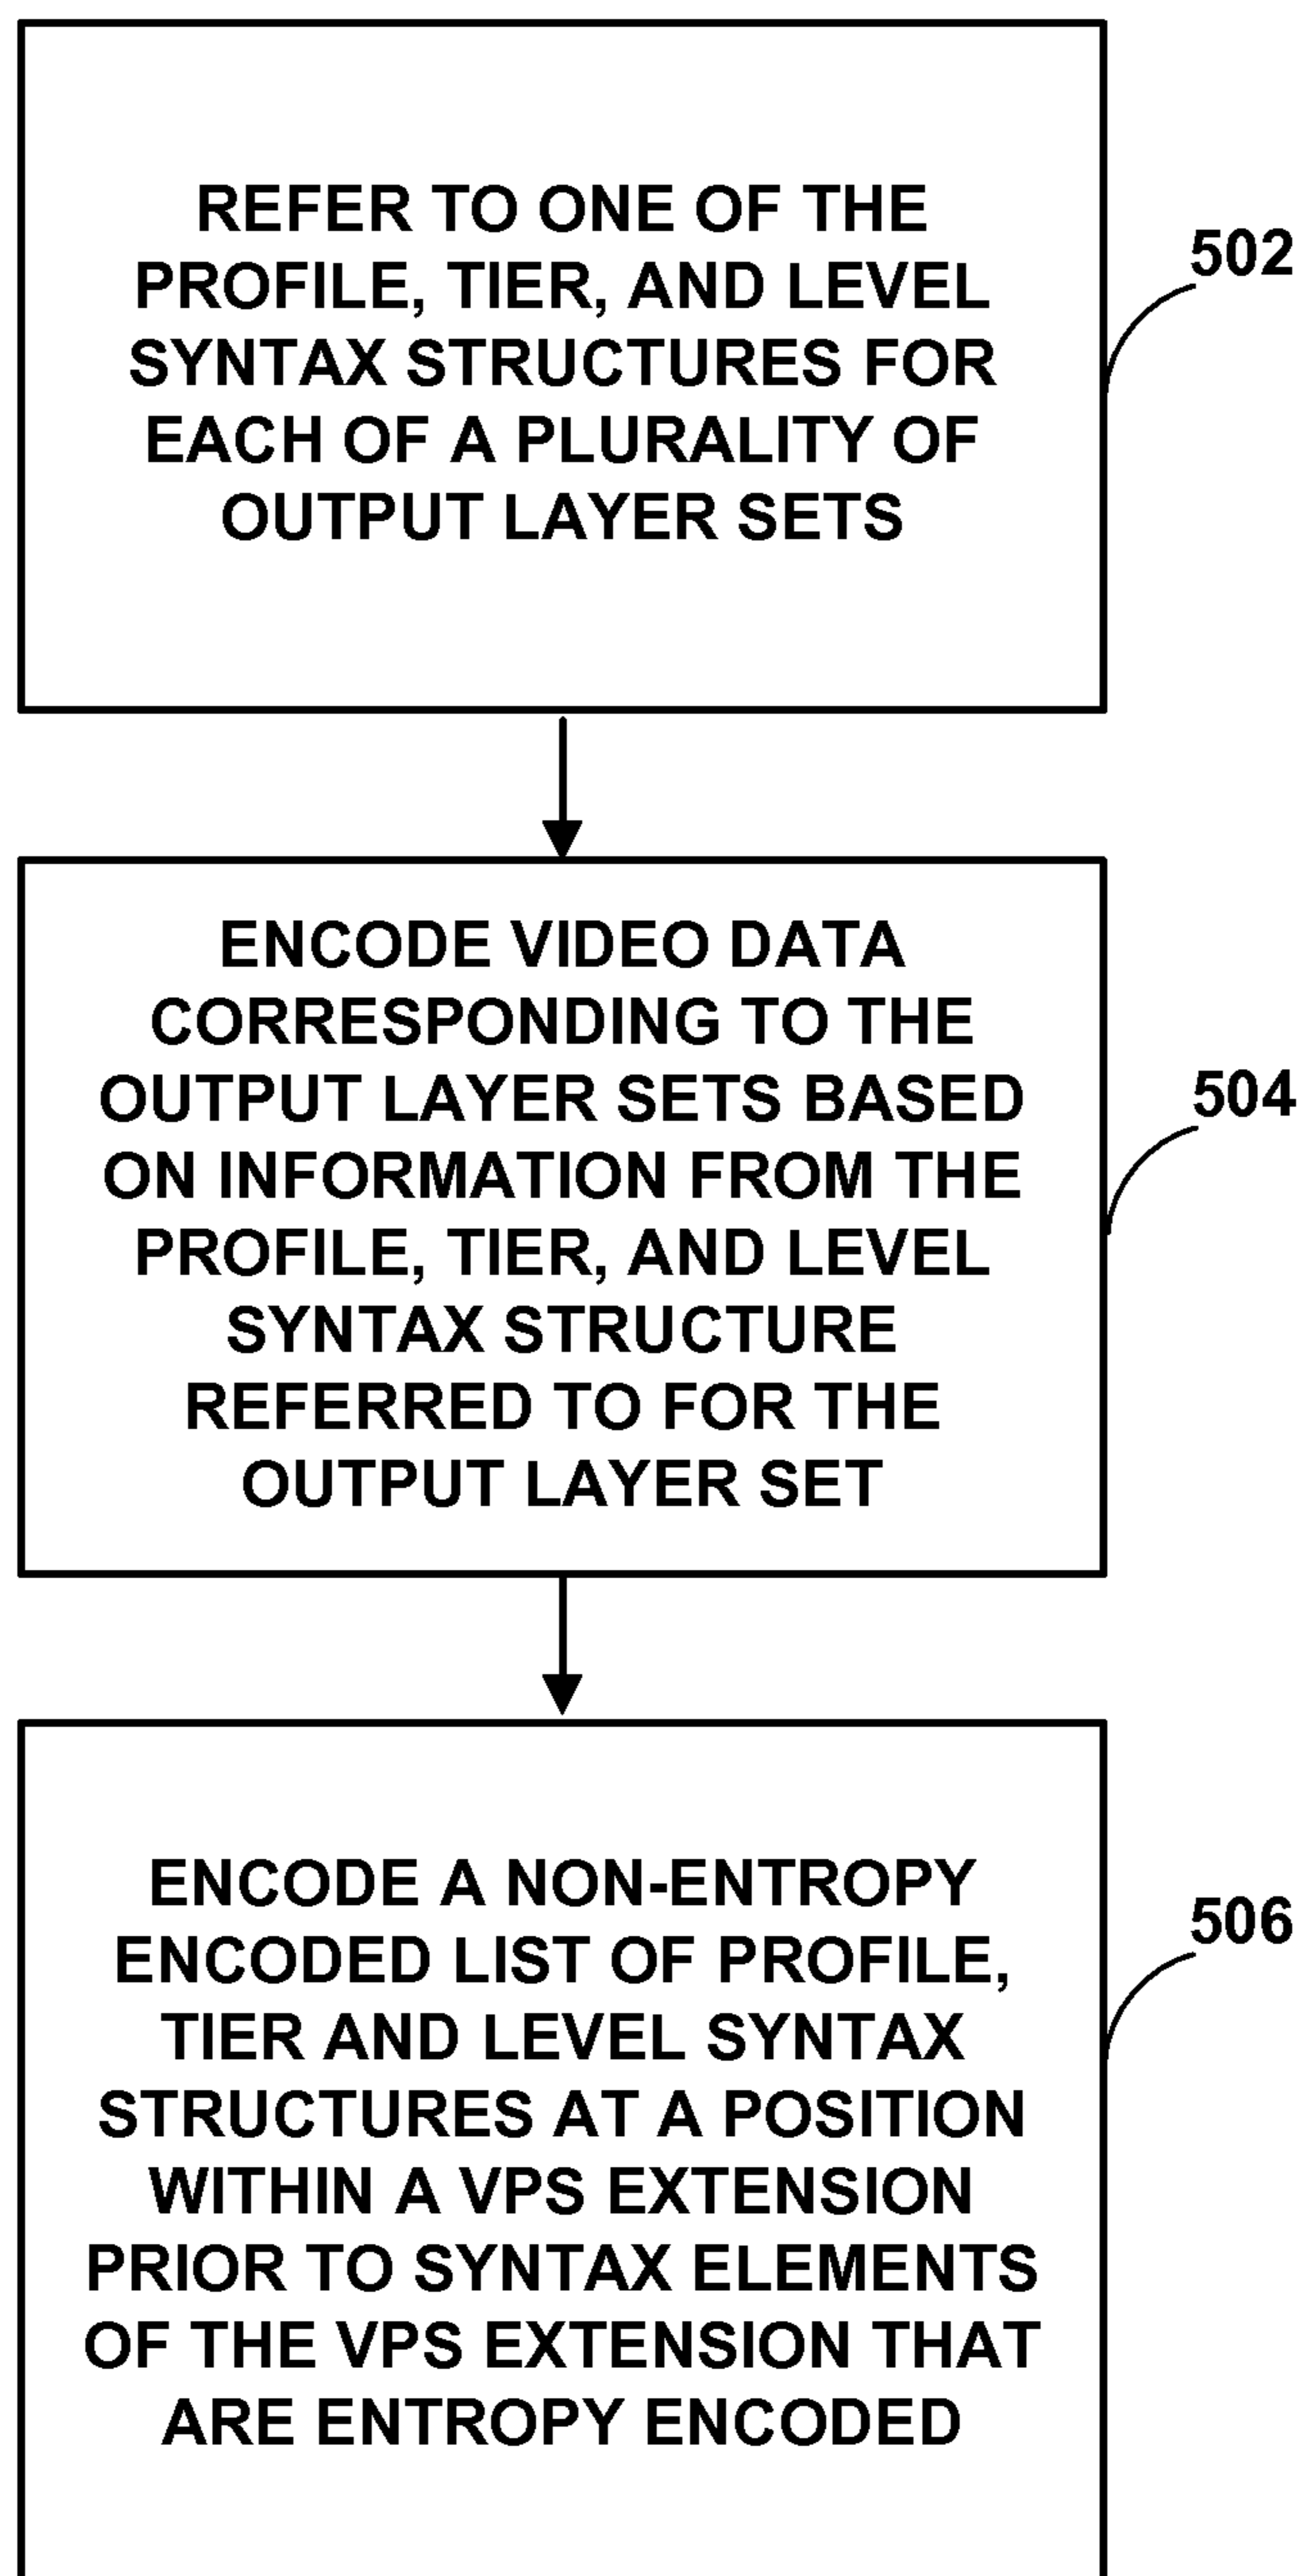 REFER TO ONE OF THE
PROFILE, TIER, AND LEVEL
SYNTAX STRUCTURES FOR
EACH OF A PLURALITY OF
OUTPUT LAYER SETS
502
ENCODE VIDEO DATA
CORRESPONDING TO THE
OUTPUT LAYER SETS BASED
ON INFORMATION FROM THE
PROFILE, TIER, AND LEVEL
SYNTAX STRUCTURE
REFERRED TO FOR THE
OUTPUT LAYER SET
504
ENCODE A NON-ENTROPY
ENCODED LIST OF PROFILE,
TIER AND LEVEL SYNTAX
STRUCTURES AT A POSITION
WITHIN A VPS EXTENSION
PRIOR TO SYNTAX ELEMENTS
OF THE VPS EXTENSION THAT
ARE ENTROPY ENCODED
506